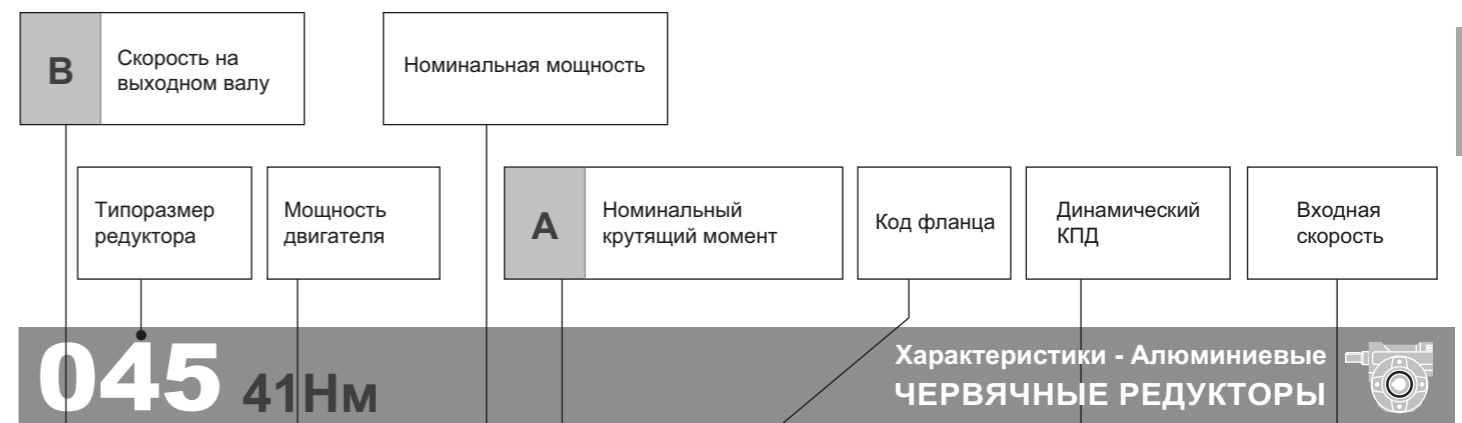 B
Скорость на
выходном валу
Номинальная мощность
Типоразмер
редуктора
Мощность
двигателя
A
Номинальный
крутящий момент
Код фланца
Динамический
КПД
Входная
скорость
045 41Нм
Характеристики - Алюминиевые
ЧЕРВЯЧНЫЕ РЕДУКТОРЫ